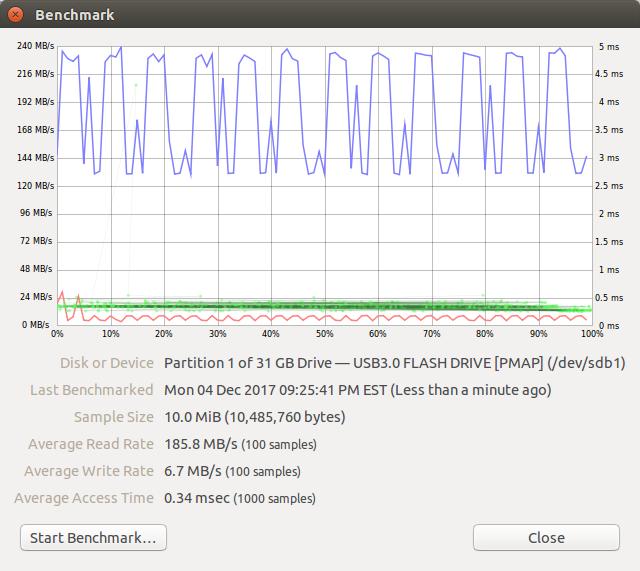 Benchmark
240 MB/s 5 ms
216 MB/s 4.5 ms
192 MB/s 4 ms
168 MB/s 3.5 ms
144 MB/s 3 ms
120 MB/s 2.5 ms
96 MB/s 2 ms
72 MB/s 1.5 ms
48 MB/s 1 ms
24 MB/s 0.5 ms
0 MB/s 0 ms
0% 10% 20% 30% 40% 50% 60% 70% 80% 90% 100%
Disk or Device Partition 1 of 31 GB Drive — USB3.0 FLASH DRIVE [PMAP] (/dev/sdb1)
Last Benchmarked Mon 04 Dec 2017 09:25:41 PM EST (Less than a minute ago)
Sample Size 10.0 MiB (10,485,760 bytes)
Average Read Rate 185.8 MB/s (100 samples)
Average Write Rate 6.7 MB/s (100 samples)
Average Access Time 0.34 msec (1000 samples)
Start Benchmark... Close